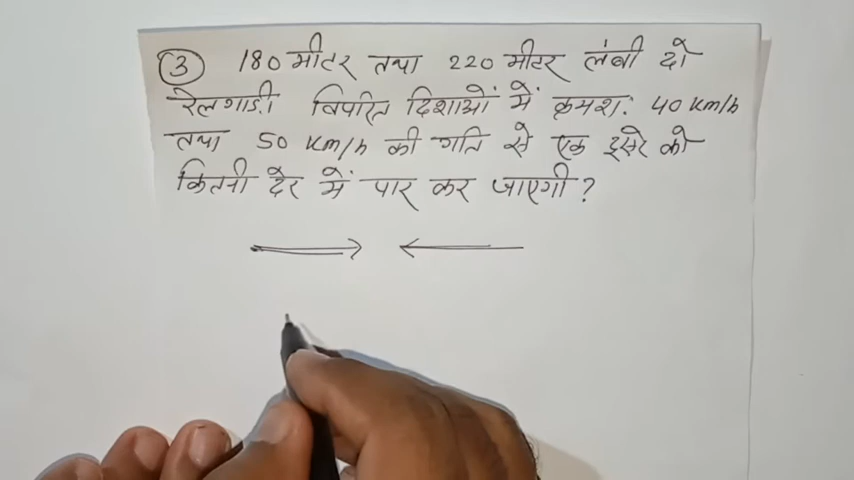 ③ 180 मीटर तथा 220 मीटर लंबी दो
रेलगाड़ी विपरित दिशाओं में क्रमश: 40 km/h
तथा 50 km/h की गति से एक दूसरे को
कितनी देर में पार कर जाएगी?